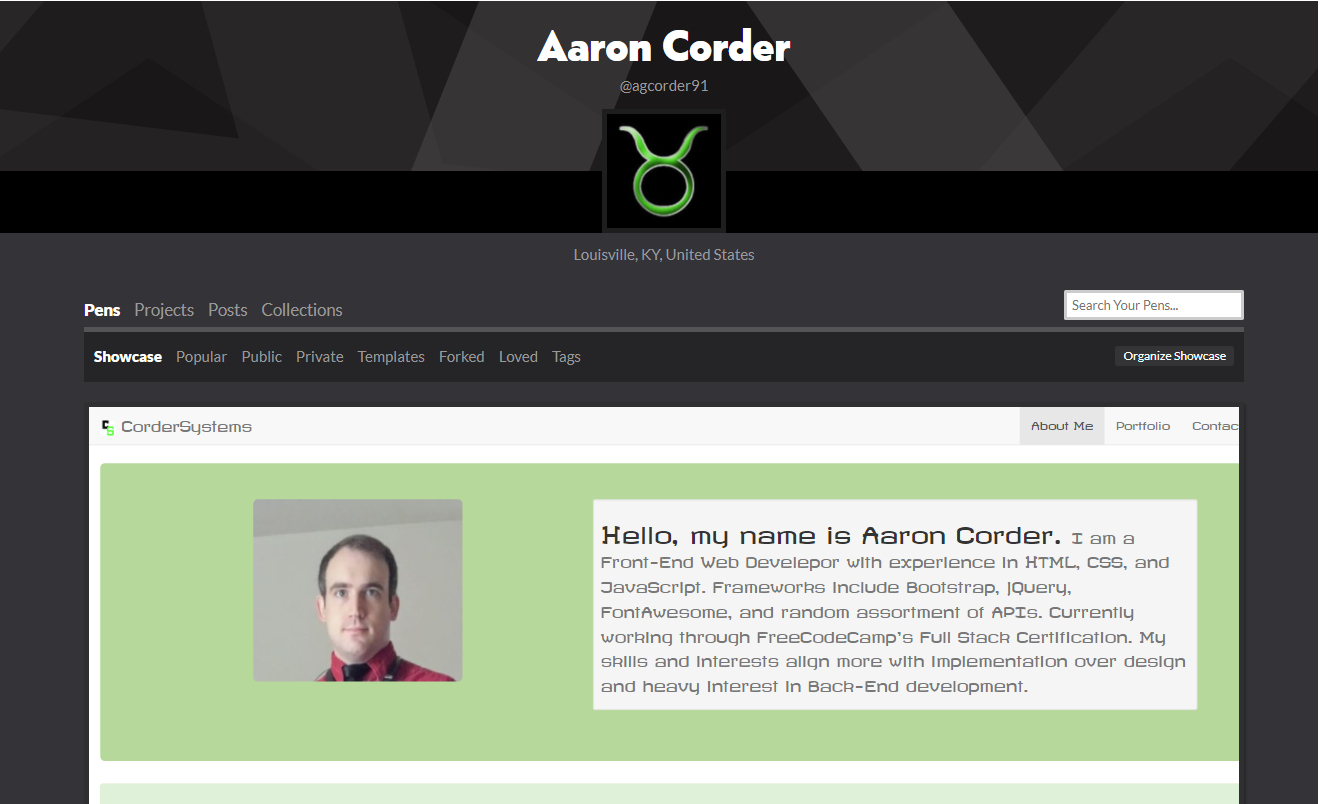 Aaron Corder
@agcorder91
Louisville, KY, United States
Pens Projects Posts Collections
Search Your Pens...
Showcase Popular Public Private Templates Forked Loved Tags
Organize Showcase
CS CorderSystems
About Me Portfolio Contac
Hello, my name is Aaron Corder. I am a
Front-End Web Develepor with experience in HTML, CSS, and
JavaScript. Frameworks include Bootstrap, jQuery,
FontAwesome, and random assortment of APIs. Currently
working through FreeCodeCamp's Full Stack Certification. My
skills and interests align more with implementation over design
and heavy interest in Back-End development.